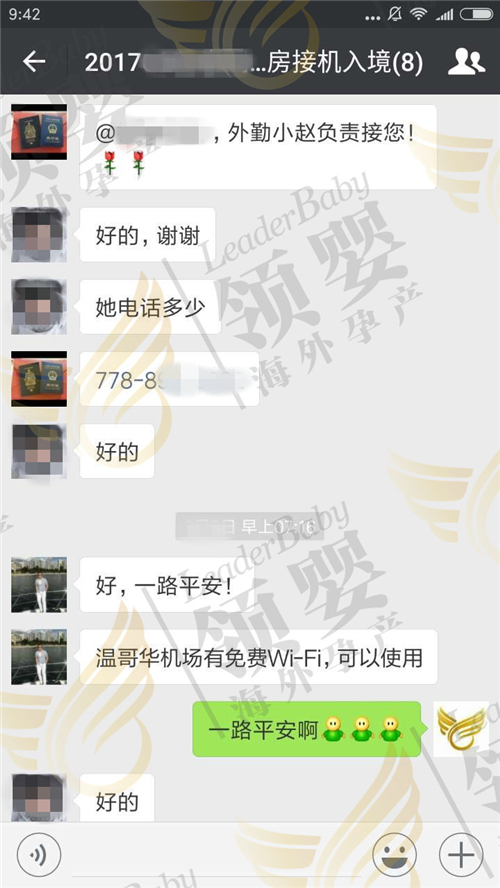 9:42
2017 …房接机入境(8)
@ ，外勤小赵负责接您！
好的，谢谢
她电话多少
778-8
好的
日 早上07:16
好，一路平安！
温哥华机场有免费Wi-Fi，可以使用
一路平安啊
好的
LeaderBaby
领婴
海外孕产
LeaderBaby
领婴
海外孕产